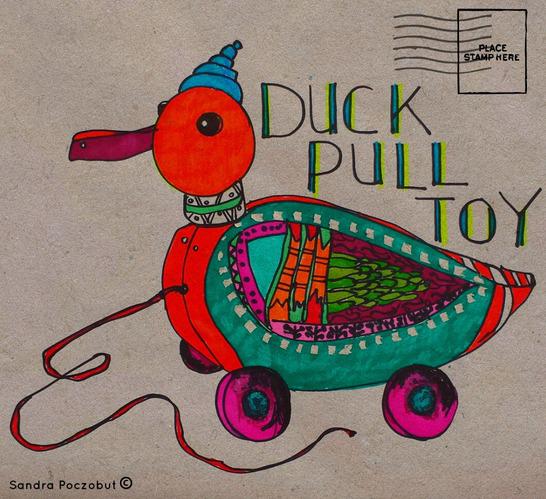 PLACE
STAMP HERE
DUCK
PULL
TOY
Sandra Poczobut ©